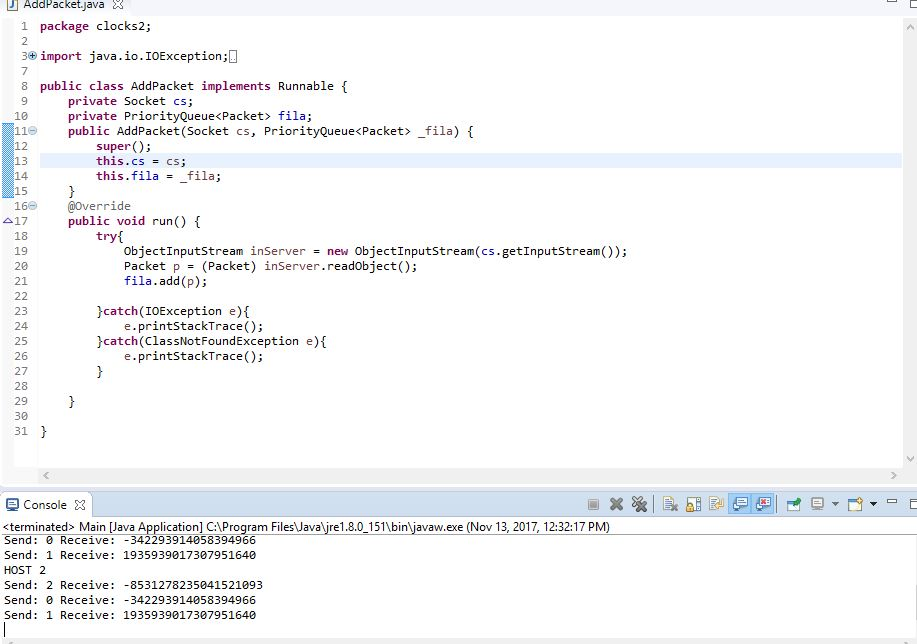 AddPacket.java
1 package clocks2;
2
3 import java.io.IOException;
7
8 public class AddPacket implements Runnable {
9     private Socket cs;
10     private PriorityQueue<Packet> fila;
11     public AddPacket(Socket cs, PriorityQueue<Packet> _fila) {
12         super();
13         this.cs = cs;
14         this.fila = _fila;
15     }
16     @Override
17     public void run() {
18         try{
19             ObjectInputStream inServer = new ObjectInputStream(cs.getInputStream());
20             Packet p = (Packet) inServer.readObject();
21             fila.add(p);
22
23         }catch(IOException e){
24             e.printStackTrace();
25         }catch(ClassNotFoundException e){
26             e.printStackTrace();
27         }
28
29     }
30
31 }
Console
<terminated> Main [Java Application] C:\Program Files\Java\jre1.8.0_151\bin\javaw.exe (Nov 13, 2017, 12:32:17 PM)
Send: 0 Receive: -342293914058394966
Send: 1 Receive: 1935939017307951640
HOST 2
Send: 2 Receive: -8531278235041521093
Send: 0 Receive: -342293914058394966
Send: 1 Receive: 1935939017307951640